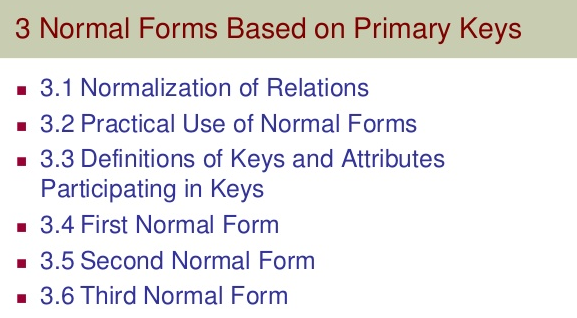 3 Normal Forms Based on Primary Keys
3.1 Normalization of Relations
3.2 Practical Use of Normal Forms
3.3 Definitions of Keys and Attributes
Participating in Keys
3.4 First Normal Form
3.5 Second Normal Form
3.6 Third Normal Form